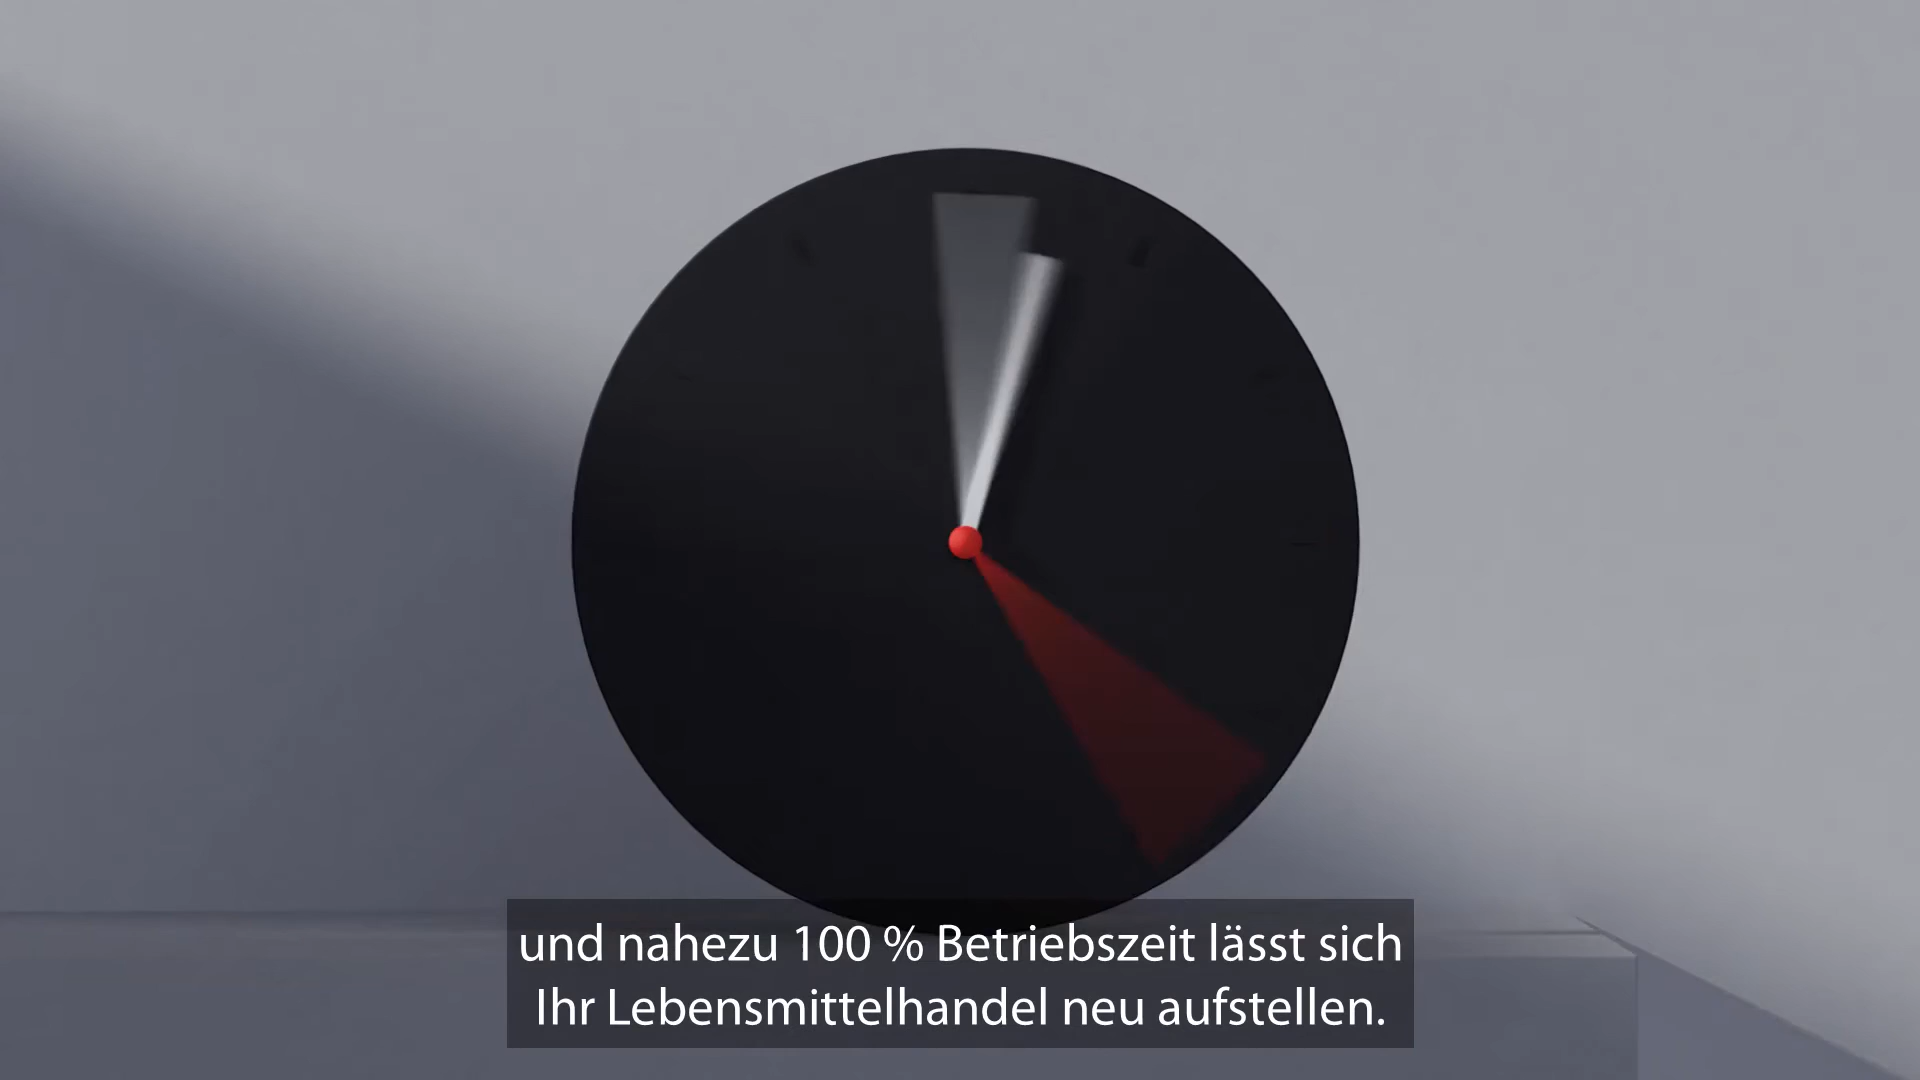 und nahezu 100 % Betriebszeit lässt sich
Ihr Lebensmittelhandel neu aufstellen.